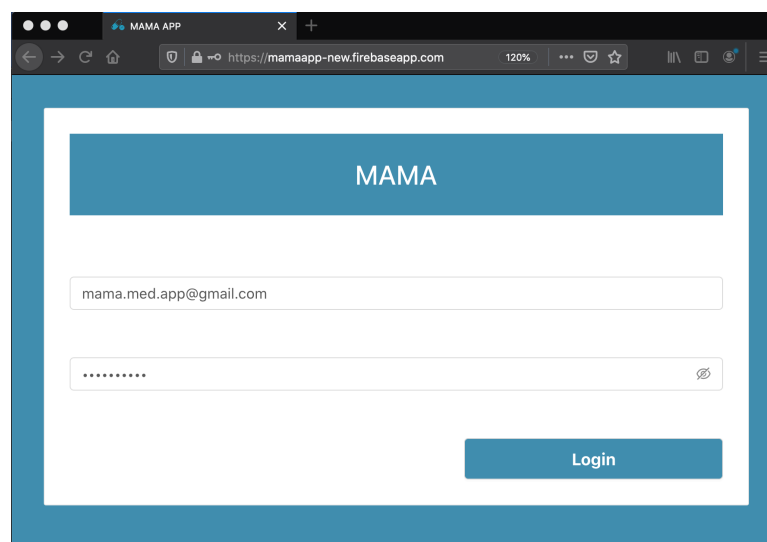 MAMA APP
https://mamaapp-new.firebaseapp.com 120%
MAMA
mama.med.app@gmail.com
••••••••••
Login